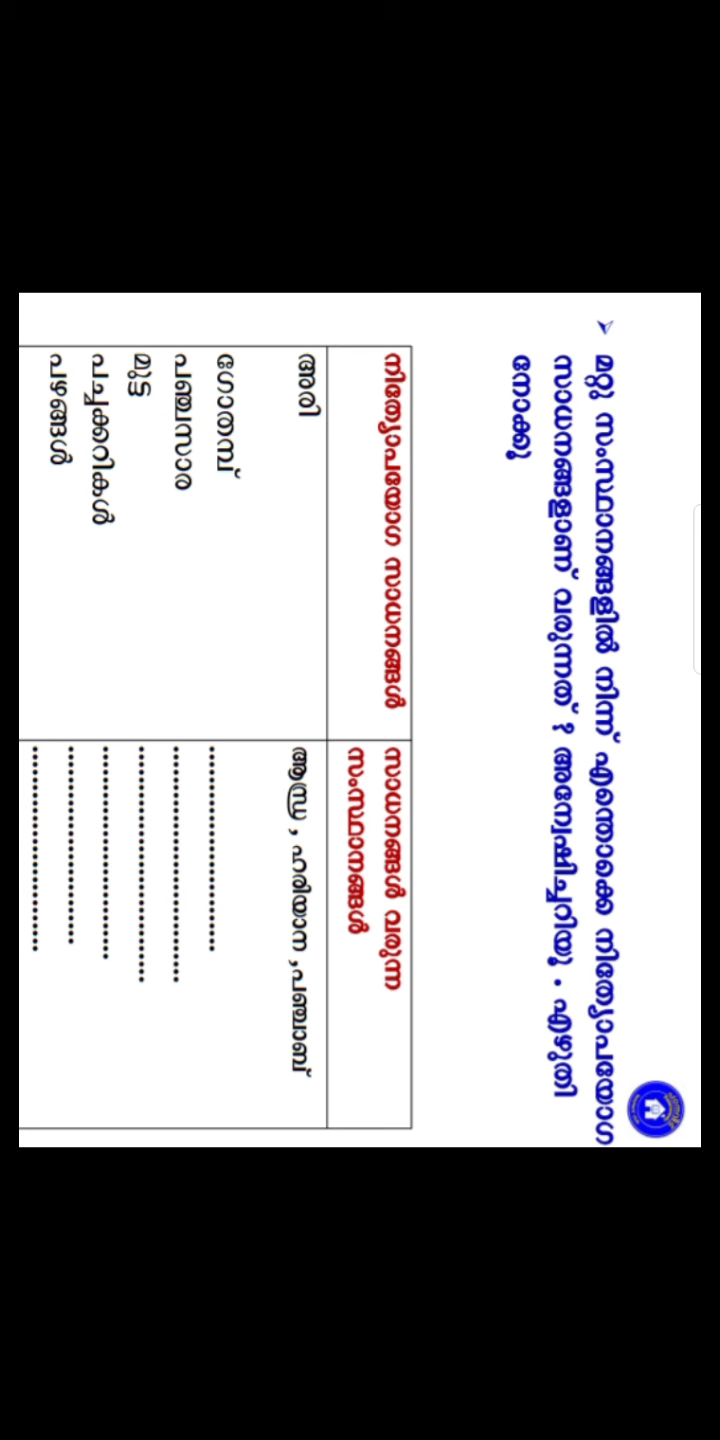 ➢ മറ്റു സംസ്ഥാനങ്ങളിൽ നിന്ന് എന്തൊക്കെ നിത്യോപയോഗ
സാധനങ്ങളാണ് വരുന്നത് ? അന്വേഷിച്ചറിയൂ . എഴുതി
നോക്കൂ
നിത്യോപയോഗ സാധനങ്ങൾ
സാധനങ്ങൾ വരുന്ന
സംസ്ഥാനങ്ങൾ
അരി
ആന്ധ്ര , ഹരിയാന ,പഞ്ചാബ്
ഗോതമ്പ്
..............................
പഞ്ചസാര
..................................
മുട്ട
..................................
പച്ചക്കറികൾ
...............................
പഴങ്ങൾ
............................
..............................